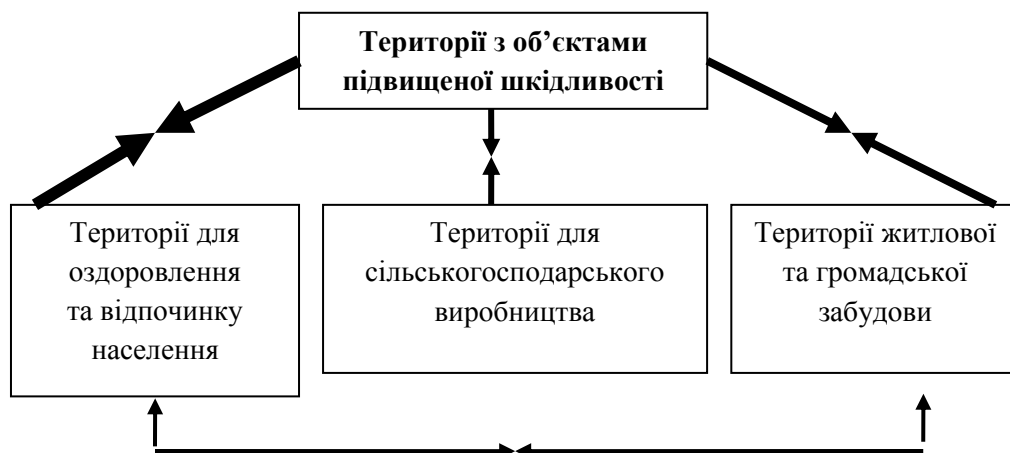 Території з об’єктами
підвищеної шкідливості
Території для
оздоровлення
та відпочинку
населення
Території для
сільськогосподарського
виробництва
Території житлової
та громадської
забудови